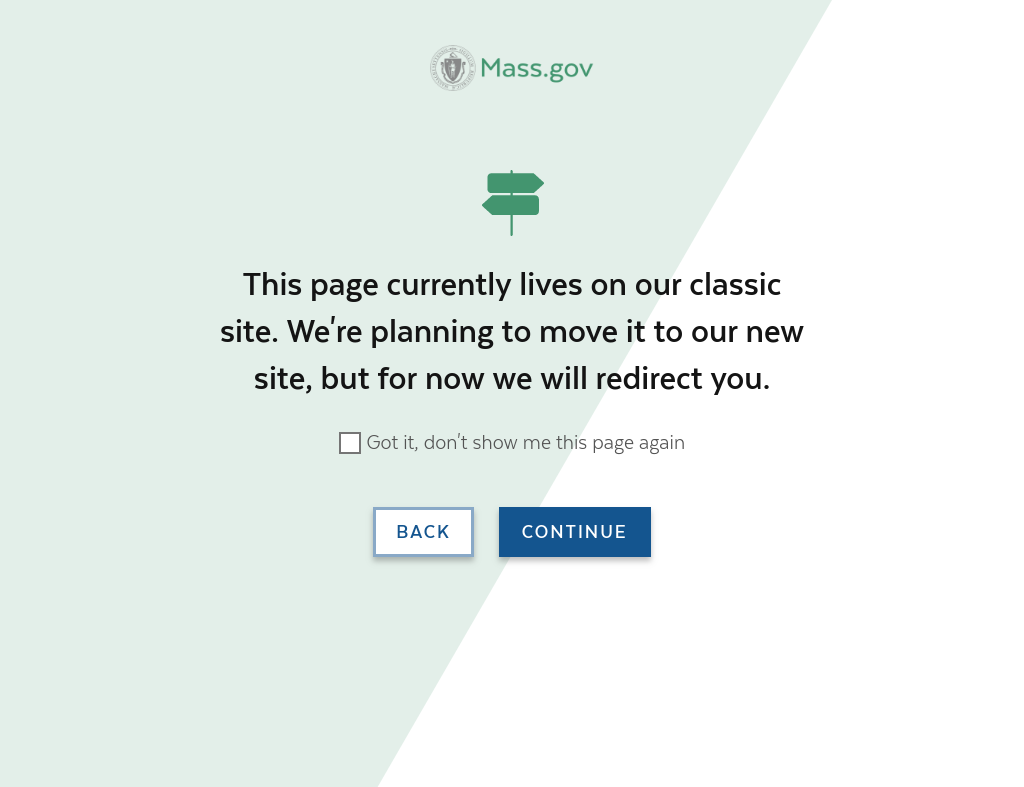 Mass.gov
This page currently lives on our classic
site. We're planning to move it to our new
site, but for now we will redirect you.
Got it, don't show me this page again
BACK CONTINUE